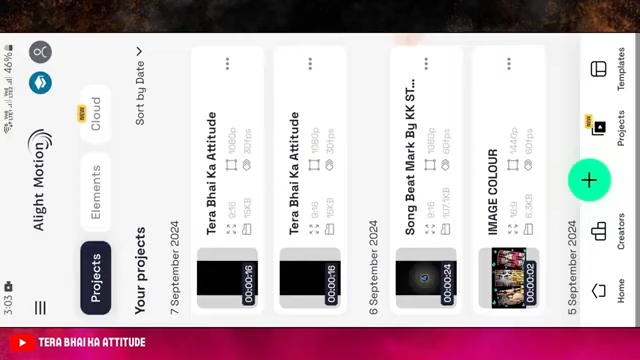 3:03
46%
Alight Motion
Projects
Elements
Cloud
NEW
Your projects
Sort by Date
7 September 2024
Tera Bhai Ka Attitude
9:16
1080p
15KB
30fps
00:00:16
Tera Bhai Ka Attitude
9:16
1080p
15KB
30fps
00:00:16
6 September 2024
Song Beat Mark By KK ST...
9:16
1080p
107.1KB
60fps
00:00:24
IMAGE COLOUR
16:9
1440p
6.3KB
60fps
00:00:02
5 September 2024
Home
Creators
+
NEW
Projects
Templates
TERA BHAI KA ATTITUDE